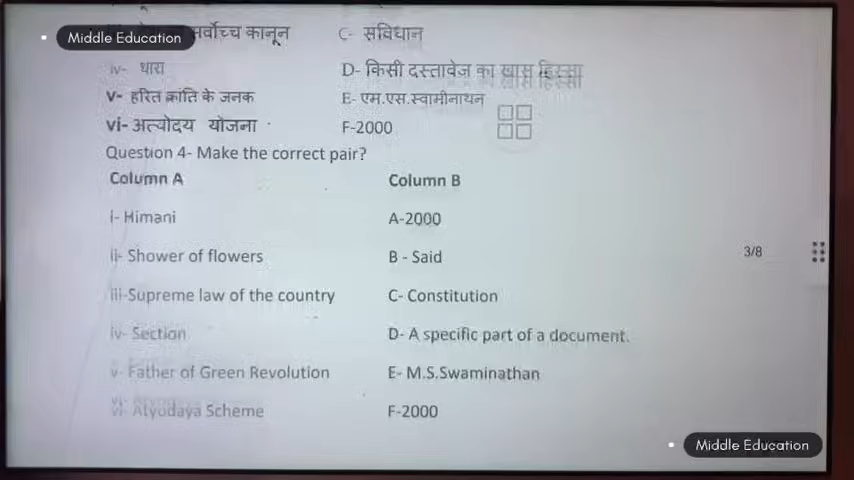 Middle Education
सर्वोच्च कानून C- संविधान
iv- धारा D- किसी दस्तावेज का खास हिस्सा
v- हरित क्रांति के जनक E- एम.एस.स्वामीनाथन
vi- अत्योदय योजना F-2000
Question 4- Make the correct pair?
Column A Column B
i- Himani A-2000
ii- Shower of flowers B - Said
iii-Supreme law of the country C- Constitution
iv- Section D- A specific part of a document.
v- Father of Green Revolution E- M.S.Swaminathan
vi- Atyodaya Scheme F-2000
3/8
Middle Education